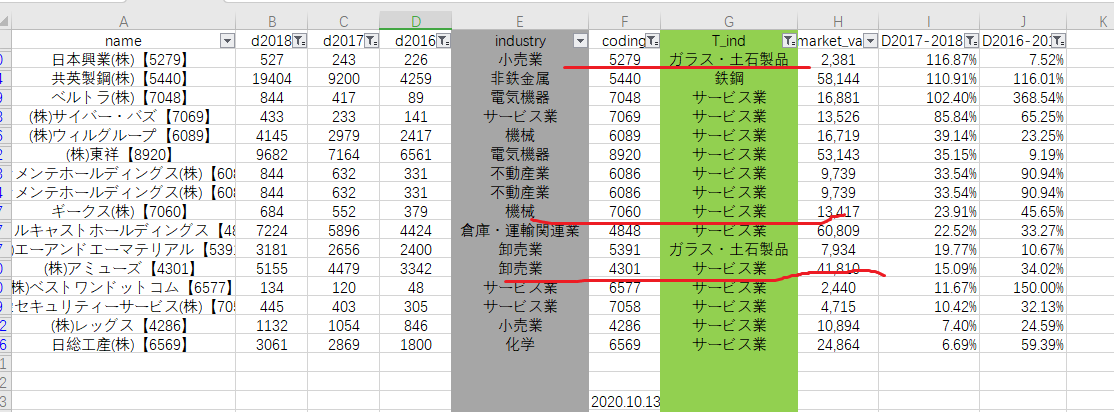 A B C D E F G H I J K
name d2018 d2017 d2016 industry coding T_ind market_va D2017-2018 D2016-201
日本興業(株)【5279】 527 243 226 小売業 5279 ガラス・土石製品 2,381 116.87% 7.52%
共英製鋼(株)【5440】 19404 9200 4259 非鉄金属 5440 鉄鋼 58,144 110.91% 116.01%
ベルトラ(株)【7048】 844 417 89 電気機器 7048 サービス業 16,881 102.40% 368.54%
(株)サイバー・バズ【7069】 433 233 141 サービス業 7069 サービス業 13,526 85.84% 65.25%
(株)ウィルグループ【6089】 4145 2979 2417 機械 6089 サービス業 16,719 39.14% 23.25%
(株)東祥【8920】 9682 7164 6561 電気機器 8920 サービス業 53,143 35.15% 9.19%
メンテホールディングス(株)【608 844 632 331 不動産業 6086 サービス業 9,739 33.54% 90.94%
メンテホールディングス(株)【608 844 632 331 不動産業 6086 サービス業 9,739 33.54% 90.94%
ギークス(株)【7060】 684 552 379 機械 7060 サービス業 13,417 23.91% 45.65%
ルキャストホールディングス【48 7224 5896 4424 倉庫・運輸関連業 4848 サービス業 60,809 22.52% 33.27%
(株)エーアンドエーマテリアル【539 3181 2656 2400 卸売業 5391 ガラス・土石製品 7,934 19.77% 10.67%
(株)アミューズ【4301】 5155 4479 3342 卸売業 4301 サービス業 41,810 15.09% 34.02%
株)ベストワンドットコム【6577】 134 120 48 サービス業 6577 サービス業 2,440 11.67% 150.00%
セキュリティーサービス(株)【705 445 403 305 サービス業 7058 サービス業 4,715 10.42% 32.13%
(株)レッグス【4286】 1132 1054 846 小売業 4286 サービス業 10,894 7.40% 24.59%
日総工産(株)【6569】 3061 2869 1800 化学 6569 サービス業 24,864 6.69% 59.39%
2020.10.13